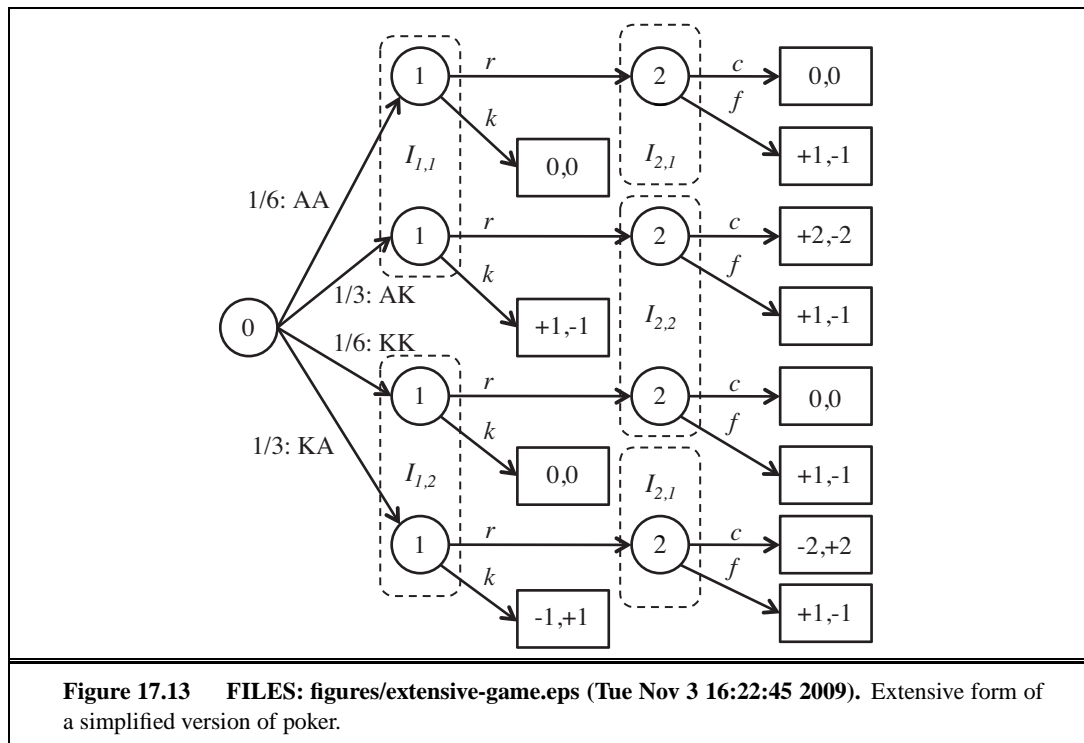 1 r 2 c 0,0
k f
I1,1 0,0 I2,1 +1,-1
1/6: AA
1 r 2 c +2,-2
k f
1/3: AK
0 +1,-1 I2,2 +1,-1
1/6: KK
1 r 2 c 0,0
k f
1/3: KA
I1,2 0,0 +1,-1
I2,1
1 r 2 c -2,+2
k f
-1,+1 +1,-1
Figure 17.13 FILES: figures/extensive-game.eps (Tue Nov 3 16:22:45 2009). Extensive form of
a simplified version of poker.